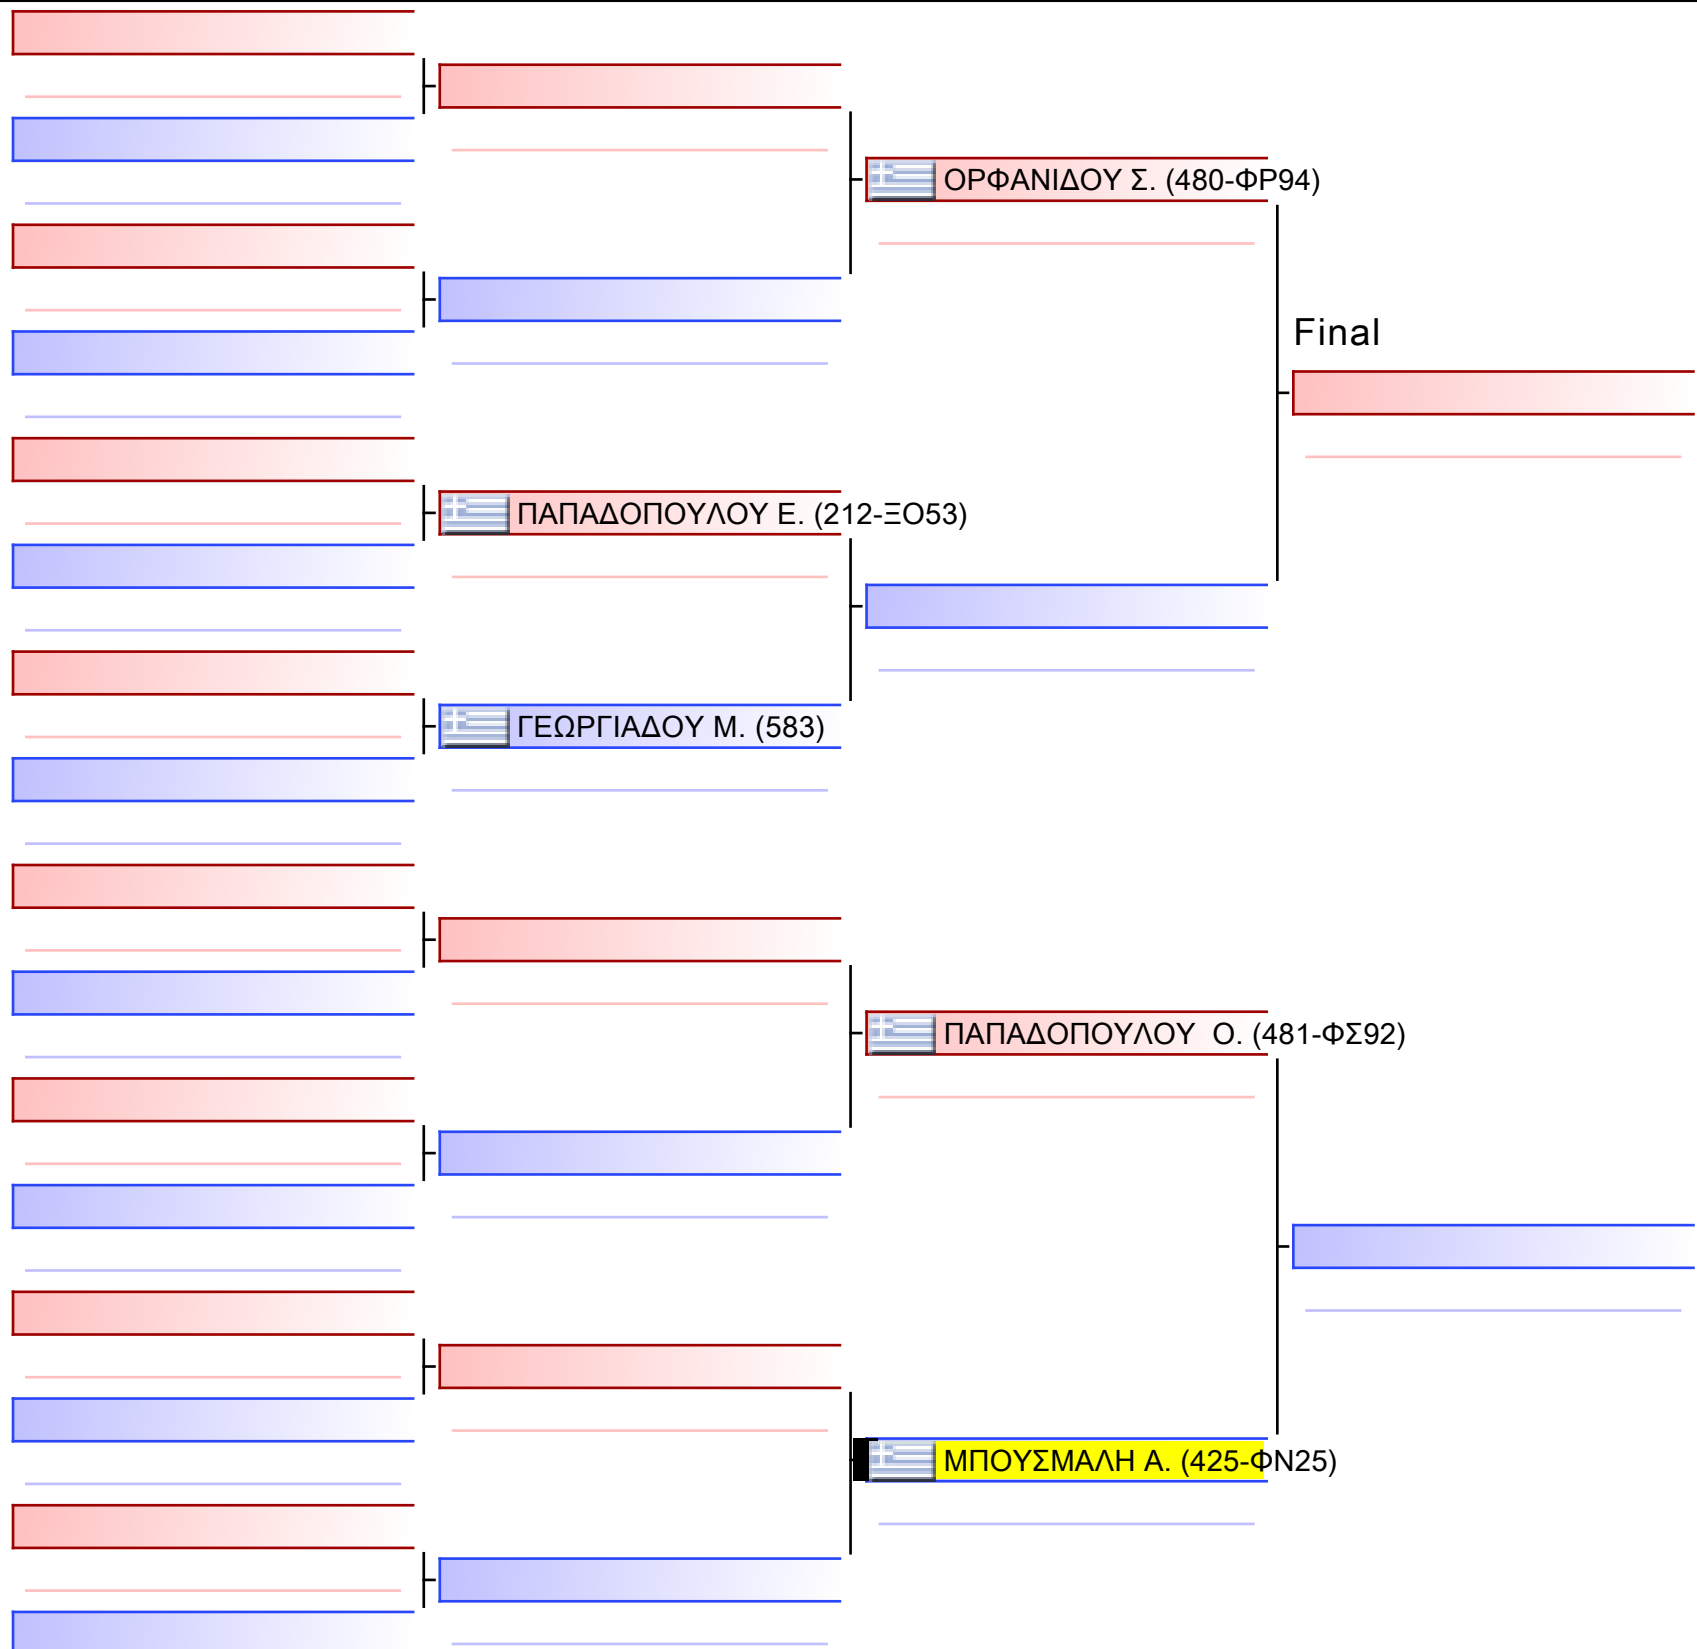 ΟΡΦΑΝΙΔΟΥ Σ. (480-ΦΡ94)
Final
ΠΑΠΑΔΟΠΟΥΛΟΥ Ε. (212-ΞΟ53)
ΓΕΩΡΓΙΑΔΟΥ Μ. (583)
ΠΑΠΑΔΟΠΟΥΛΟΥ  Ο. (481-ΦΣ92)
ΜΠΟΥΣΜΑΛΗ Α. (425-ΦΝ25)